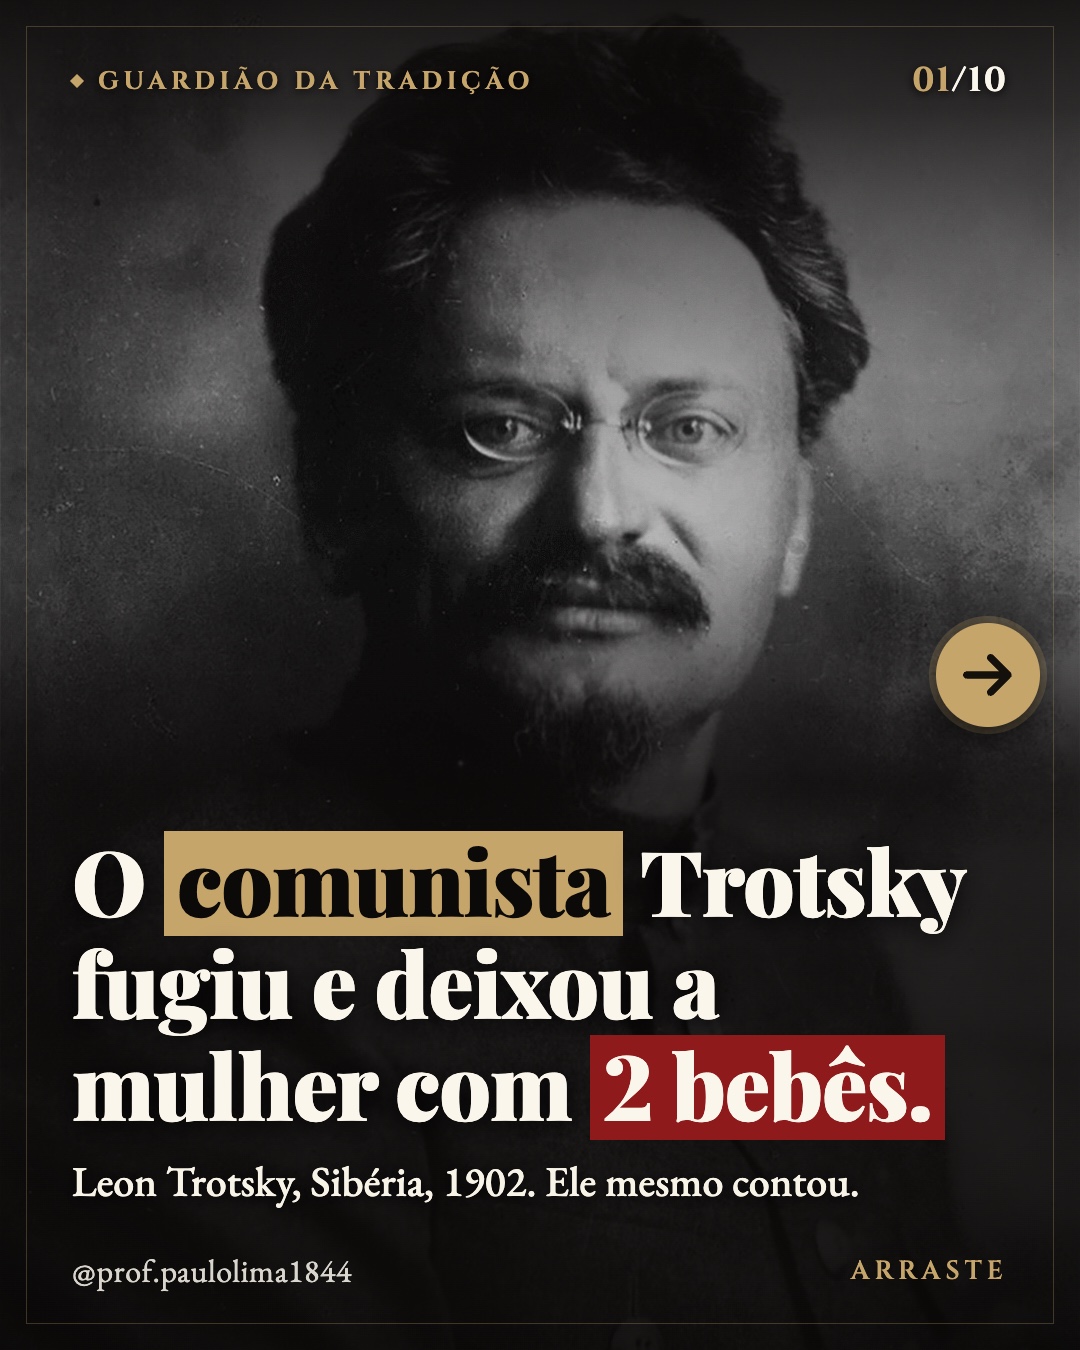 GUARDIÃO DA TRADIÇÃO
01/10
O comunista Trotsky
fugiu e deixou a
mulher com 2 bebês.
Leon Trotsky, Sibéria, 1902. Ele mesmo contou.
@prof.paulolima1844
ARRASTE